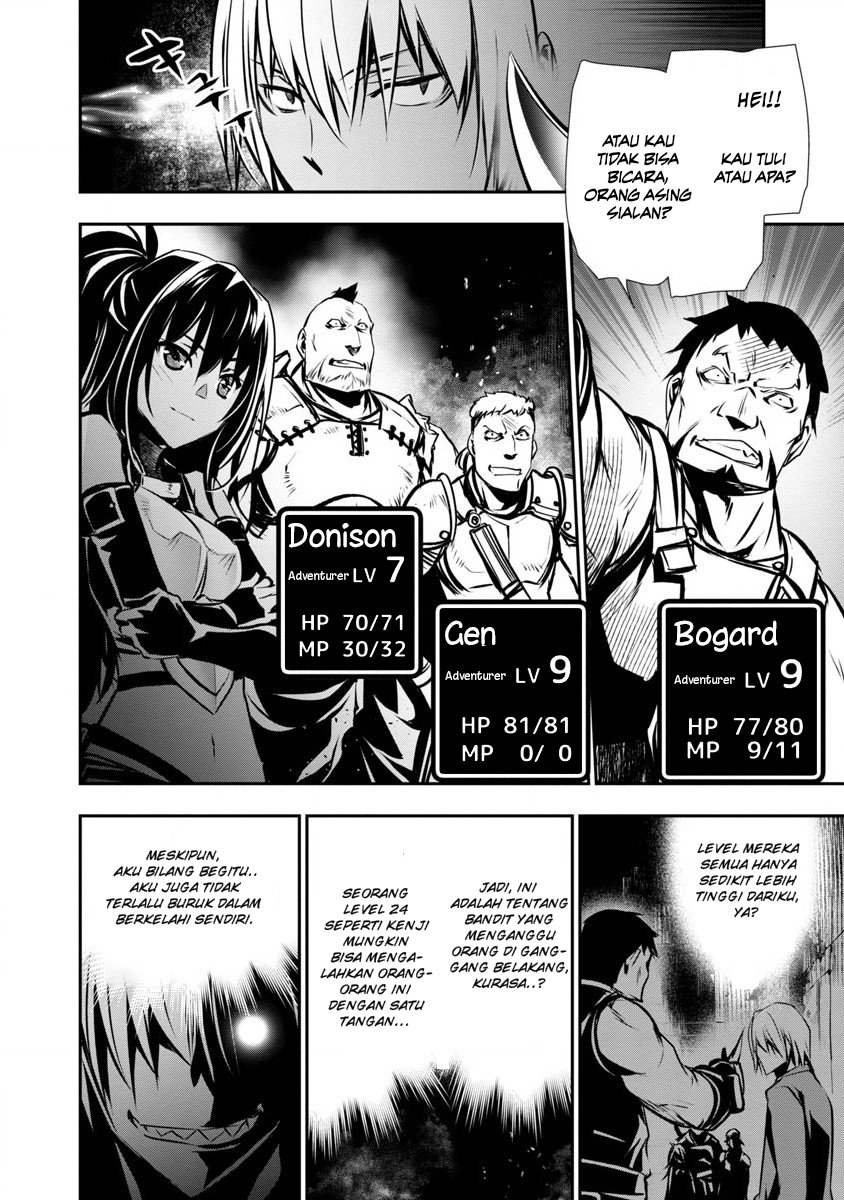 HEI!!
KAU TULI
ATAU APA?
ATAU KAU
TIDAK BISA
BICARA,
ORANG ASING
SIALAN?
Bogard
Adventurer LV 9
HP 77/80
MP 9/11
Gen
Adventurer LV 9
HP 81/81
MP 0/ 0
Donison
Adventurer LV 7
HP 70/71
MP 30/32
LEVEL MEREKA
SEMUA HANYA
SEDIKIT LEBIH
TINGGI DARIKU,
YA?
JADI, INI
ADALAH TENTANG
BANDIT YANG
MENGANGGU
ORANG DI GANG-
GANG BELAKANG,
KURASA..?
SEORANG
LEVEL 24
SEPERTI KENJI
MUNGKIN
BISA MENGA-
LAHKAN ORANG-
ORANG INI
DENGAN SATU
TANGAN...
MESKIPUN,
AKU BILANG BEGITU..
AKU JUGA TIDAK
TERLALU BURUK DALAM
BERKELAHI SENDIRI.